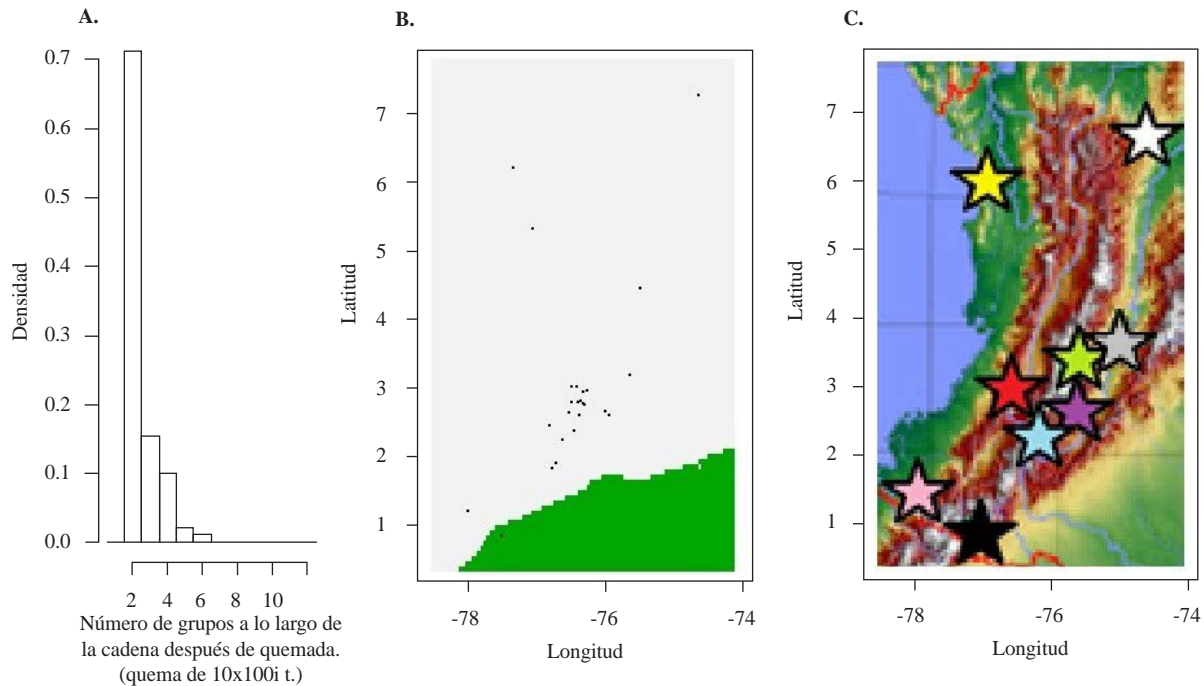 A.
0.7
0.6
0.5
0.4
0.3
0.2
0.1
0.0
Densidad
2 4 6 8 10
Número de grupos a lo largo de
la cadena después de quemada.
(quema de 10x100i t.)
B.
7
6
5
4
3
2
1
Latitud
-78 -76 -74
Longitud
C.
7
6
5
4
3
2
1
Latitud
-78 -76 -74
Longitud